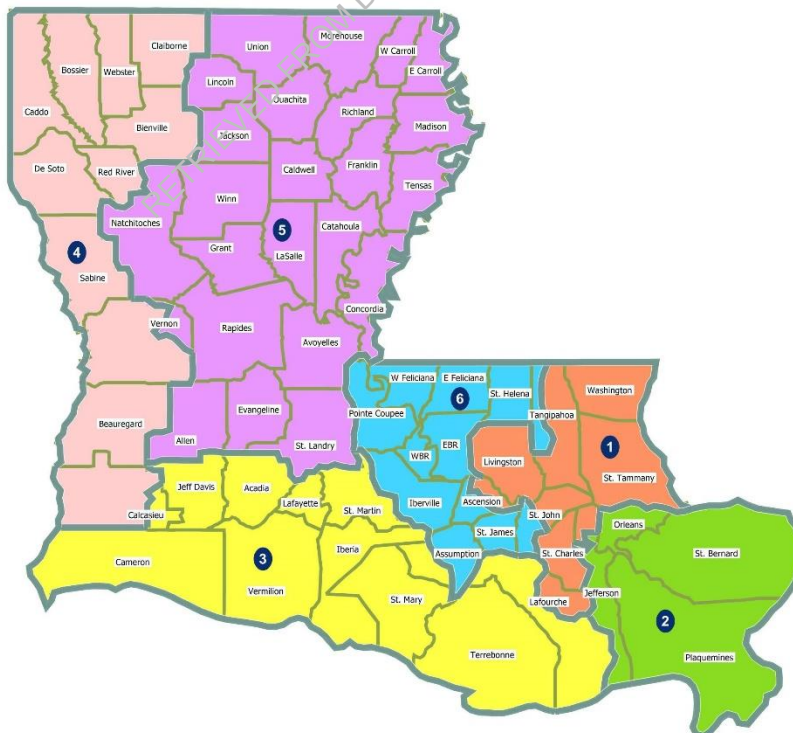 RETRIEVED FROM D
Claiborne
Union
Morehouse
W Carroll
E Carroll
Bossier
Webster
Lincoln
Ouachita
Richland
Madison
Caddo
Bienville
Jackson
De Soto
Red River
Caldwell
Franklin
Tensas
Winn
Natchitoches
Catahoula
5
Grant
LaSalle
4
Sabine
Concordia
Vernon
Rapides
Avoyelles
W Feliciana
E Feliciana
St. Helena
Washington
6
Beauregard
Evangeline
Pointe Coupee
Tangipahoa
Allen
St. Landry
EBR
1
WBR
Livingston
St. Tammany
Jeff Davis
Acadia
Lafayette
St. Martin
Iberville
Ascension
Calcasieu
St. John
Orleans
St. James
Iberia
Assumption
St. Charles
St. Bernard
Cameron
3
Vermilion
St. Mary
Lafourche
Jefferson
2
Terrebonne
Plaquemines